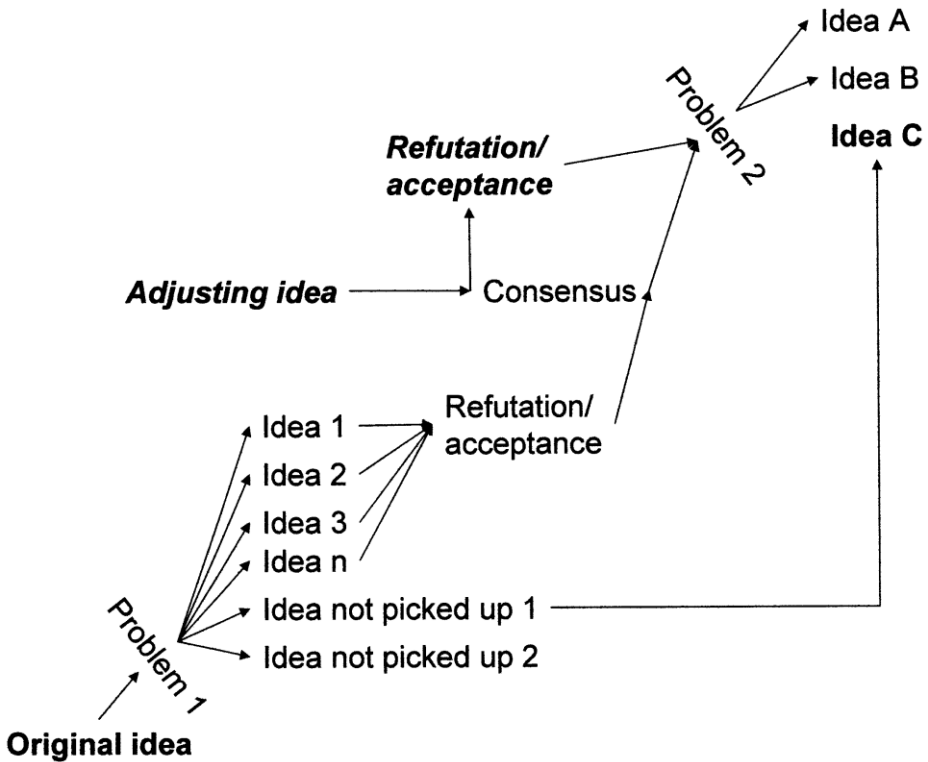 Idea A
Idea B
Idea C
Problem 2
Refutation/
acceptance
Adjusting idea
Consensus
Refutation/
acceptance
Idea 1
Idea 2
Idea 3
Idea n
Idea not picked up 1
Idea not picked up 2
Problem 1
Original idea